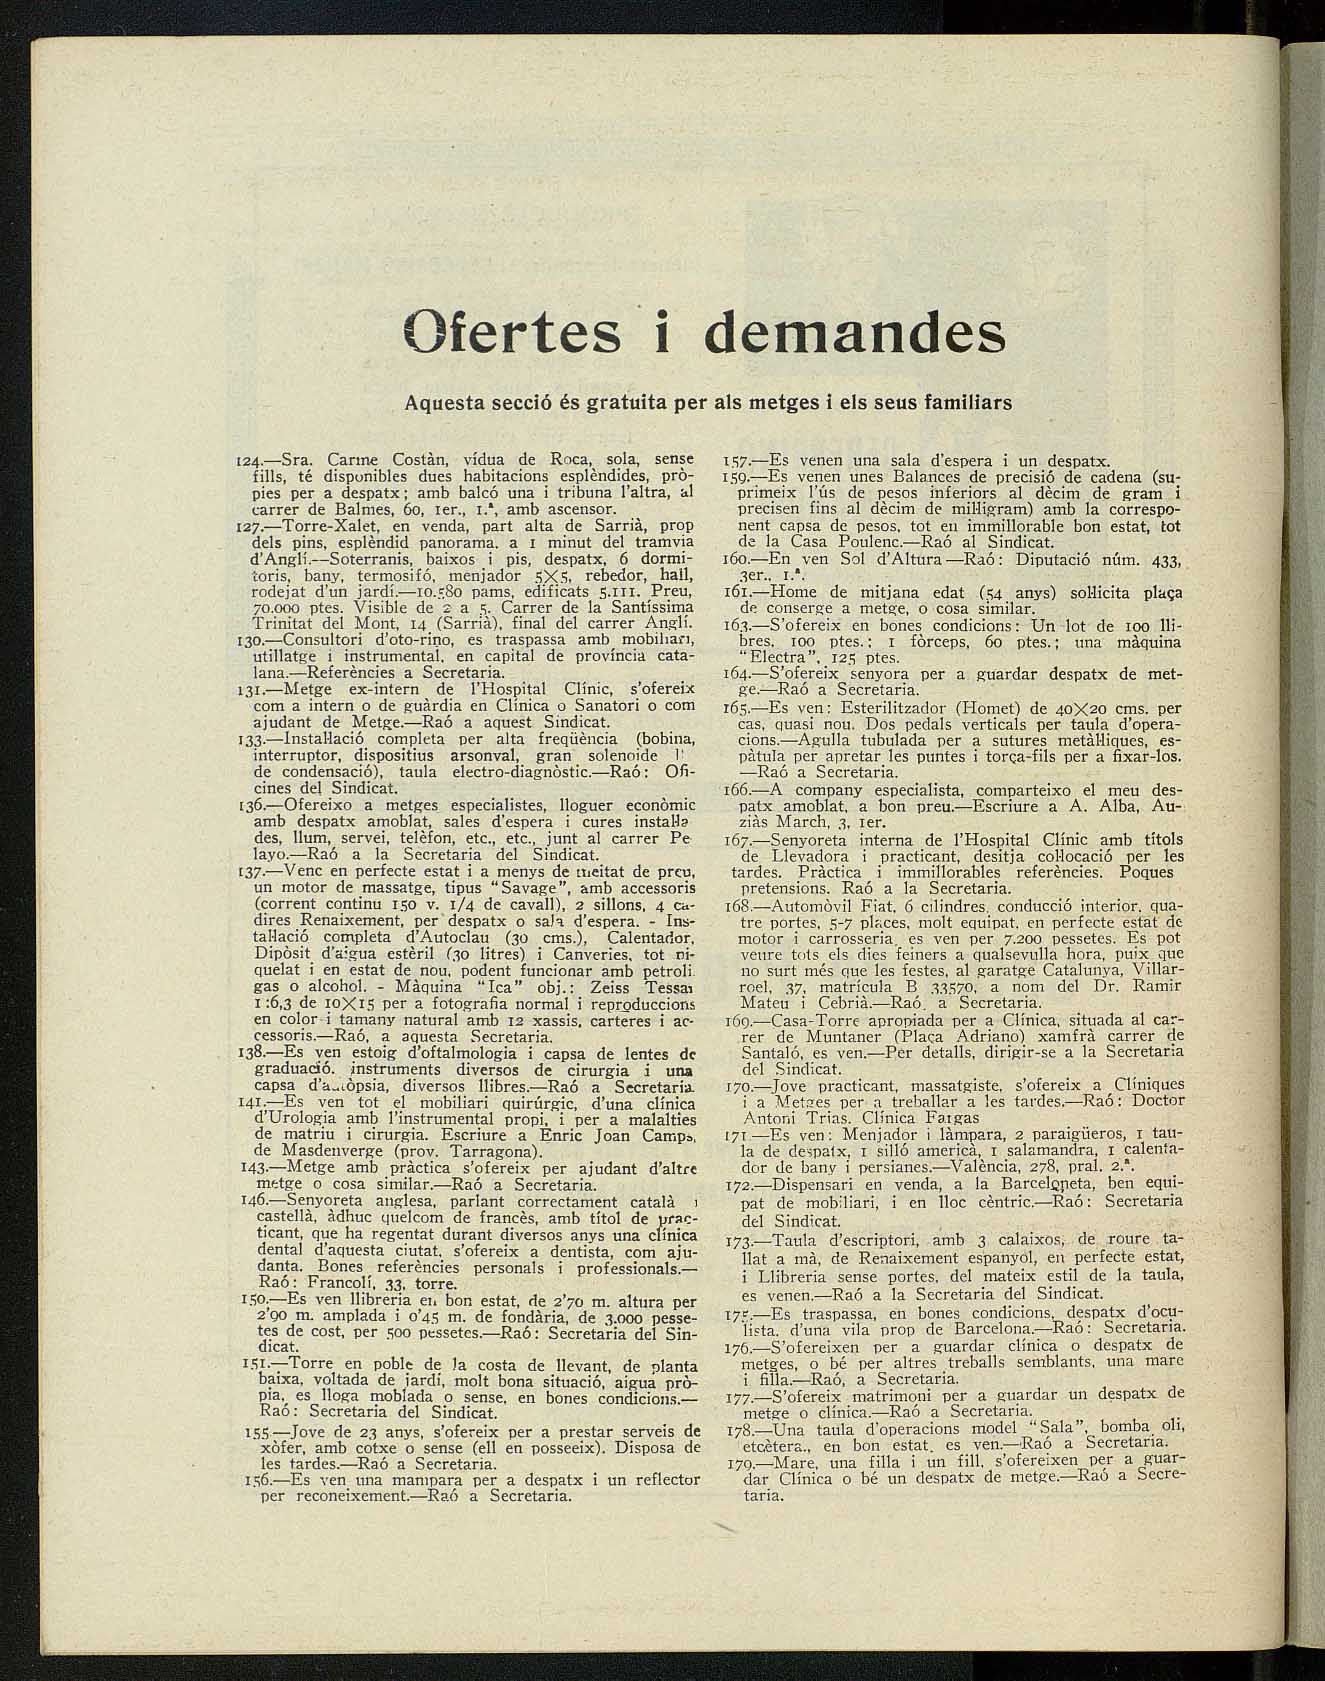 Ofertes i demandes
Aquesta secció és gratuita per als metges i els seus familiars
124.—Sra. Carme Costàn, vídua de Roca, sola, sense
fills, té disponibles dues habitacions esplèndides, prò-
pies per a despatx; amb balcó una i tribuna l'altra, al
carrer de Balmes, 60, 1er., 1.ª, amb ascensor.
127.—Torre-Xalet, en venda, part alta de Sarrià, prop
dels pins, esplèndid panorama, a 1 minut del tramvia
d'Anglí.—Soterranis, baixos i pis, despatx, 6 dormi-
toris, bany, termosifó, menjador 5X5, rebedor, hall,
rodejat d'un jardí.—10.580 pams, edificats 5.111. Preu,
70.000 ptes. Visible de 2 a 5. Carrer de la Santíssima
Trinitat del Mont, 14 (Sarrià), final del carrer Anglí.
130.—Consultori d'oto-rino, es traspassa amb mobiliari,
utillatge i instrumental, en capital de província cata-
lana.—Referències a Secretaria.
131.—Metge ex-intern de l'Hospital Clínic, s'ofereix
com a intern o de guàrdia en Clínica o Sanatori o com
ajudant de Metge.—Raó a aquest Sindicat.
133.—Instal·lació completa per alta freqüència (bobina,
interruptor, dispositius arsonval, gran solenoide l'
de condensació), taula electro-diagnòstic.—Raó: Ofi-
cines del Sindicat.
136.—Ofereixo a metges especialistes, lloguer econòmic
amb despatx amoblat, sales d'espera i cures instal·la
des, llum, servei, telèfon, etc., etc., junt al carrer Pe
layo.—Raó a la Secretaria del Sindicat.
137.—Venc en perfecte estat i a menys de meitat de preu,
un motor de massatge, tipus "Savage", amb accessoris
(corrent continu 150 v. 1/4 de cavall), 2 sillons, 4 ca-
dires Renaixement, per despatx o sala d'espera. - Ins-
tal·lació completa d'Autoclau (30 cms.), Calentador,
Dipòsit d'aigua estèril (30 litres) i Canveries, tot ni-
quelat i en estat de nou, podent funcionar amb petroli
gas o alcohol. - Màquina "Ica" obj.: Zeiss Tessar
1:6,3 de 10X15 per a fotografia normal i reproduccions
en color i tamany natural amb 12 xassis, carteres i ac-
cessoris.—Raó, a aquesta Secretaria.
138.—Es ven estoig d'oftalmologia i capsa de lentes de
graduació, instruments diversos de cirurgia i una
capsa d'autòpsia, diversos llibres.—Raó a Secretaria.
141.—Es ven tot el mobiliari quirúrgic, d'una clínica
d'Urologia amb l'instrumental propi, i per a malalties
de matriu i cirurgia. Escriure a Enric Joan Camps,
de Masdenverge (prov. Tarragona).
143.—Metge amb pràctica s'ofereix per ajudant d'altre
metge o cosa similar.—Raó a Secretaria.
146.—Senyoreta anglesa, parlant correctament català i
castellà, àdhuc quelcom de francès, amb títol de prac-
ticant, que ha regentat durant diversos anys una clínica
dental d'aquesta ciutat, s'ofereix a dentista, com aju-
danta. Bones referències personals i professionals.—
Raó: Francolí, 33, torre.
150.—Es ven llibreria en bon estat, de 2'70 m. altura per
2'90 m. amplada i 0'45 m. de fondària, de 3.000 pesse-
tes de cost, per 500 pessetes.—Raó: Secretaria del Sin-
dicat.
151.—Torre en poble de la costa de llevant, de planta
baixa, voltada de jardí, molt bona situació, aigua prò-
pia, es lloga moblada o sense, en bones condicions.—
Raó: Secretaria del Sindicat.
155—Jove de 23 anys, s'ofereix per a prestar serveis de
xòfer, amb cotxe o sense (ell en posseeix). Disposa de
les tardes.—Raó a Secretaria.
156.—Es ven una mampara per a despatx i un reflector
per reconeixement.—Raó a Secretaria.
157.—Es venen una sala d'espera i un despatx.
159.—Es venen unes Balances de precisió de cadena (su-
primeix l'ús de pesos inferiors al dècim de gram i
precisen fins al dècim de mil·ligram) amb la correspo-
nent capsa de pesos, tot en immillorable bon estat, tot
de la Casa Poulenc.—Raó al Sindicat.
160.—En ven Sol d'Altura—Raó: Diputació núm. 433,
3er., 1.ª.
161.—Home de mitjana edat (54 anys) sol·licita plaça
de conserge a metge, o cosa similar.
163.—S'ofereix en bones condicions: Un lot de 100 lli-
bres, 100 ptes.; 1 fòrceps, 60 ptes.; una màquina
"Electra", 125 ptes.
164.—S'ofereix senyora per a guardar despatx de met-
ge.—Raó a Secretaria.
165.—Es ven: Esterilitzador (Homet) de 40X20 cms. per
cas, quasi nou. Dos pedals verticals per taula d'opera-
cions.—Agulla tubulada per a sutures metàl·liques, es-
pàtula per apretar les puntes i torça-fils per a fixar-los.
—Raó a Secretaria.
166.—A company especialista, comparteixo el meu des-
patx amoblat, a bon preu.—Escriure a A. Alba, Au-
ziàs March, 3, 1er.
167.—Senyoreta interna de l'Hospital Clínic amb títols
de Llevadora i practicant, desitja col·locació per les
tardes. Pràctica i immillorables referències. Poques
pretensions. Raó a la Secretaria.
168.—Automòvil Fiat, 6 cilindres, conducció interior, qua-
tre portes, 5-7 places, molt equipat, en perfecte estat de
motor i carrosseria, es ven per 7.200 pessetes. Es pot
veure tots els dies feiners a qualsevulla hora, puix que
no surt més que les festes, al garatge Catalunya, Villar-
roel, 37, matrícula B 33570, a nom del Dr. Ramir
Mateu i Cebrià.—Raó, a Secretaria.
169.—Casa-Torre apropiada per a Clínica, situada al car-
rer de Muntaner (Plaça Adriano) xamfrà carrer de
Santaló, es ven.—Per detalls, dirigir-se a la Secretaria
del Sindicat.
170.—Jove practicant, massatgiste, s'ofereix a Clíniques
i a Metges per a treballar a les tardes.—Raó: Doctor
Antoni Trias. Clínica Fargas
171.—Es ven: Menjador i làmpara, 2 paraigüeros, 1 tau-
la de despatx, 1 silló americà, 1 salamandra, 1 calenta-
dor de bany i persianes.—València, 278, pral. 2.ª.
172.—Dispensari en venda, a la Barceloneta, ben equi-
pat de mobiliari, i en lloc cèntric.—Raó: Secretaria
del Sindicat.
173.—Taula d'escriptori, amb 3 calaixos, de roure ta-
llat a mà, de Renaixement espanyol, en perfecte estat,
i Llibreria sense portes, del mateix estil de la taula,
es venen.—Raó a la Secretaria del Sindicat.
175.—Es traspassa, en bones condicions, despatx d'ocu-
lista, d'una vila prop de Barcelona.—Raó: Secretaria.
176.—S'ofereixen per a guardar clínica o despatx de
metges, o bé per altres treballs semblants, una mare
i filla.—Raó, a Secretaria.
177.—S'ofereix matrimoni per a guardar un despatx de
metge o clínica.—Raó a Secretaria.
178.—Una taula d'operacions model "Sala", bomba oli,
etcètera., en bon estat, es ven.—Raó a Secretaria.
179.—Mare, una filla i un fill, s'ofereixen per a guar-
dar Clínica o bé un despatx de metge.—Raó a Secre-
taria.